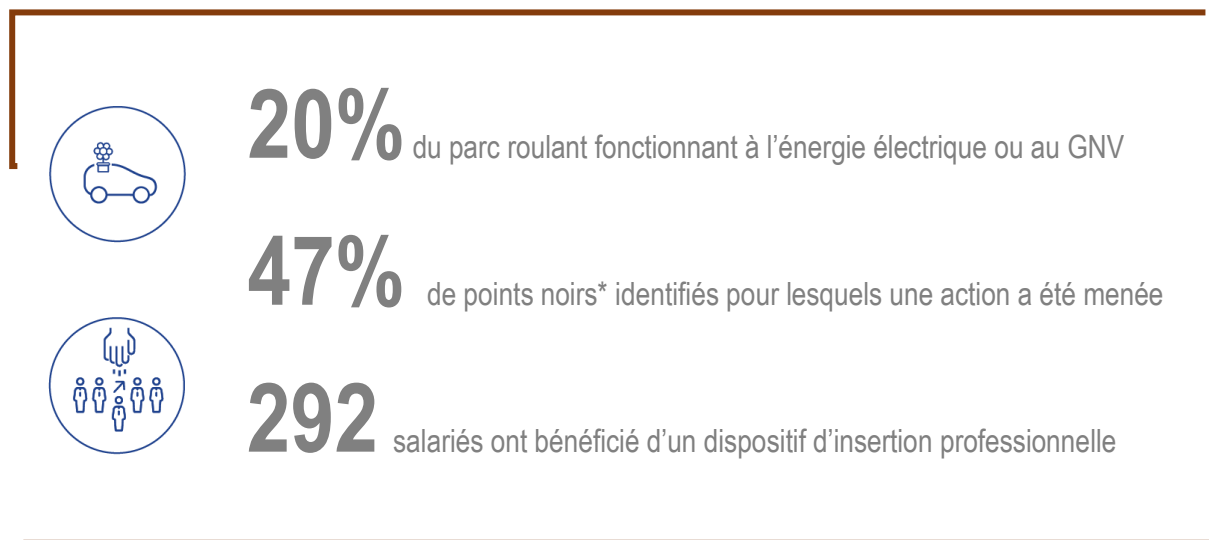 20% du parc roulant fonctionnant à l’énergie électrique ou au GNV
47% de points noirs* identifiés pour lesquels une action a été menée
292 salariés ont bénéficié d’un dispositif d’insertion professionnelle